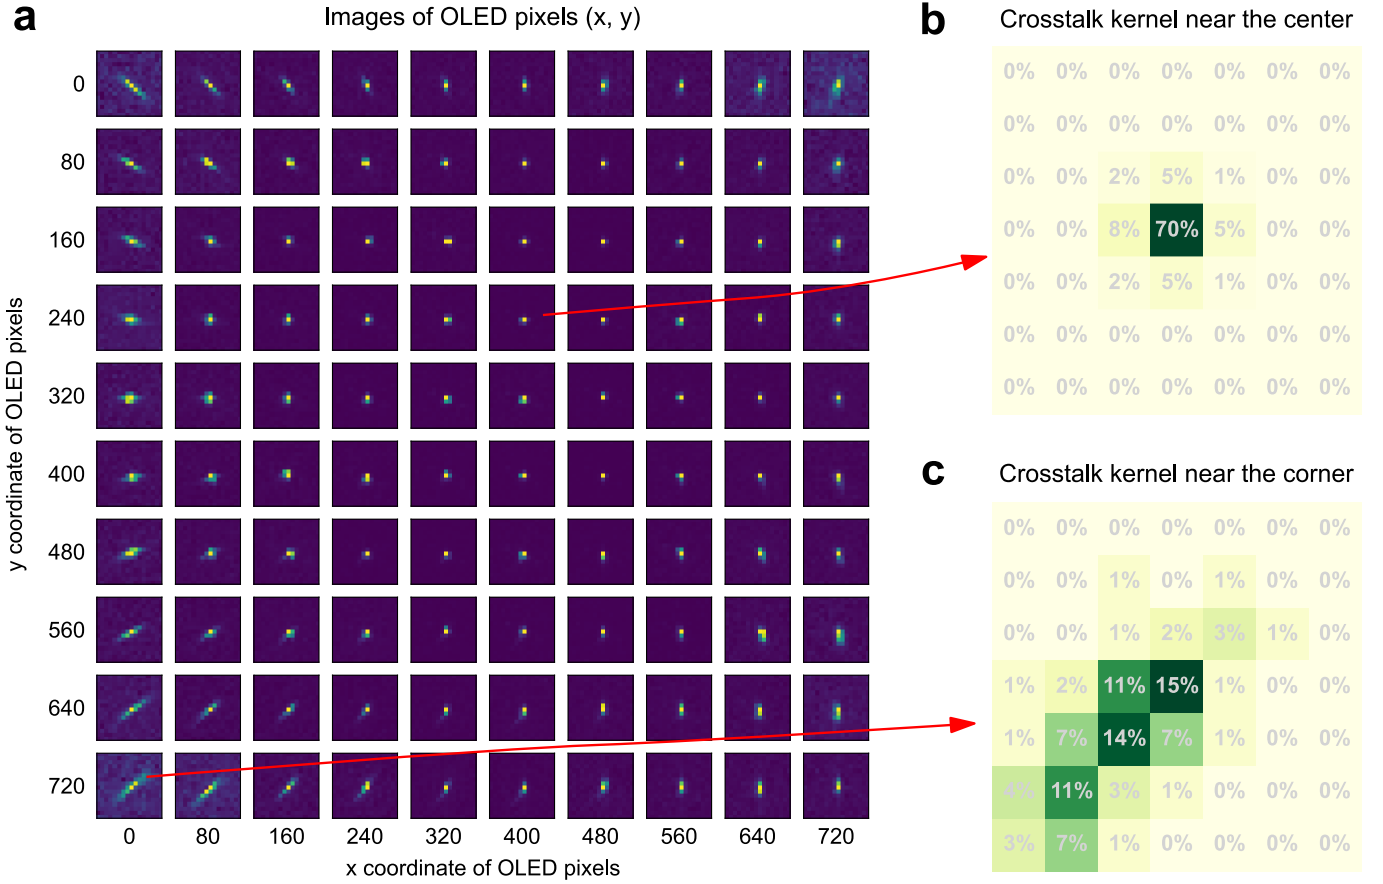 a
Images of OLED pixels (x, y)
0
80
160
240
320
400
480
560
640
720
y coordinate of OLED pixels
0 80 160 240 320 400 480 560 640 720
x coordinate of OLED pixels
b
Crosstalk kernel near the center
0% 0% 0% 0% 0% 0% 0%
0% 0% 0% 0% 0% 0% 0%
0% 0% 2% 5% 1% 0% 0%
0% 0% 8% 70% 5% 0% 0%
0% 0% 2% 5% 1% 0% 0%
0% 0% 0% 0% 0% 0% 0%
0% 0% 0% 0% 0% 0% 0%
c
Crosstalk kernel near the corner
0% 0% 0% 0% 0% 0% 0%
0% 0% 1% 0% 1% 0% 0%
0% 0% 1% 2% 3% 1% 0%
1% 2% 11% 15% 1% 0% 0%
1% 7% 14% 7% 1% 0% 0%
4% 11% 3% 1% 0% 0% 0%
3% 7% 1% 0% 0% 0% 0%